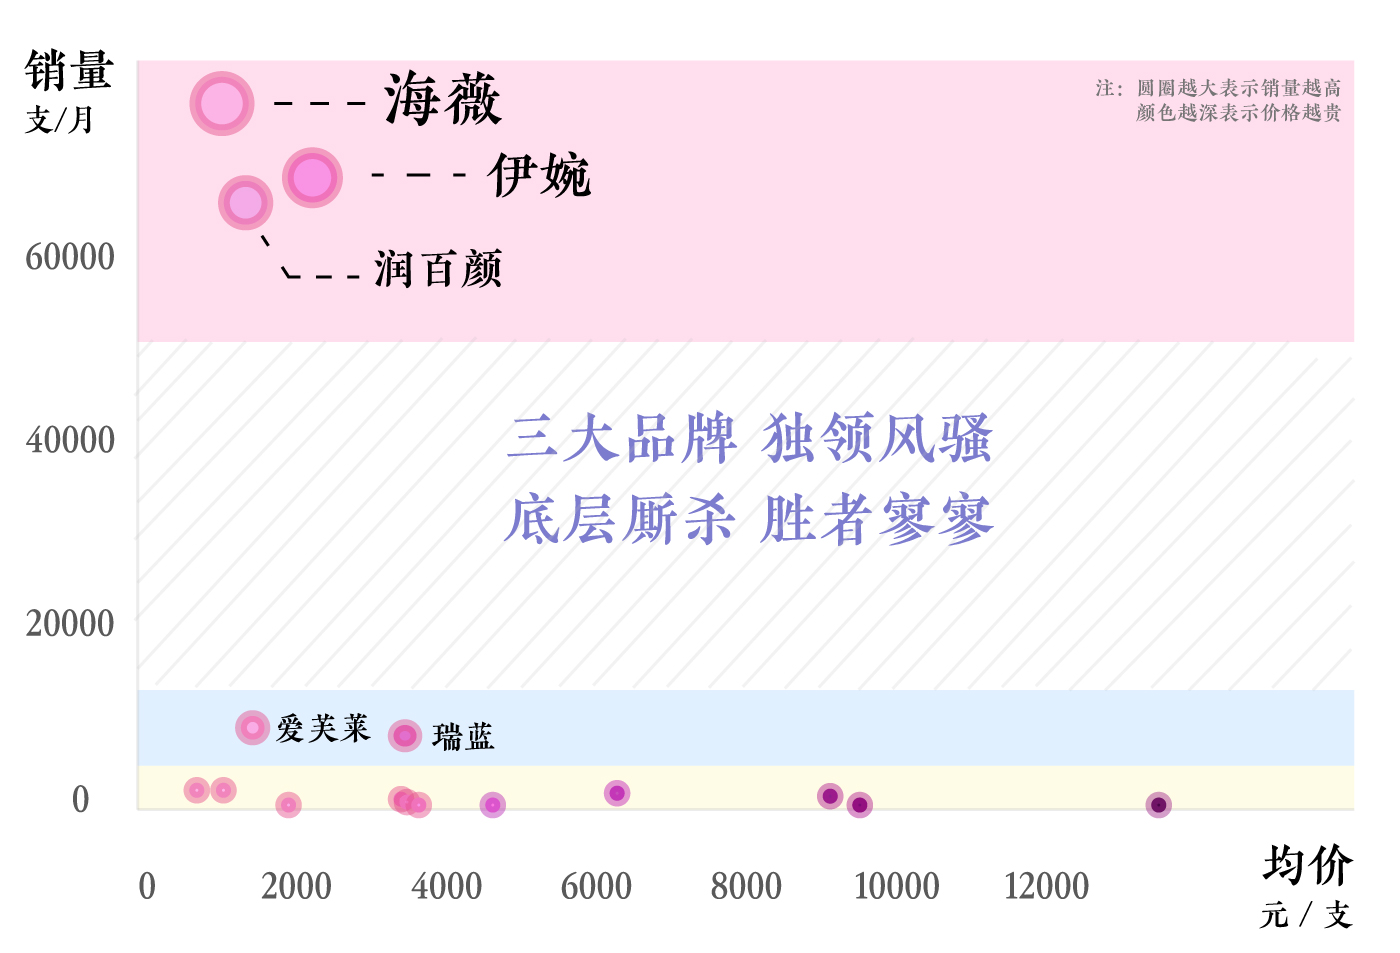 销量
支/月
注：圆圈越大表示销量越高
颜色越深表示价格越贵
海薇
伊婉
润百颜
60000
40000
20000
0
三大品牌 独领风骚
底层厮杀 胜者寥寥
爱芙莱
瑞蓝
0 2000 4000 6000 8000 10000 12000
均价
元 / 支